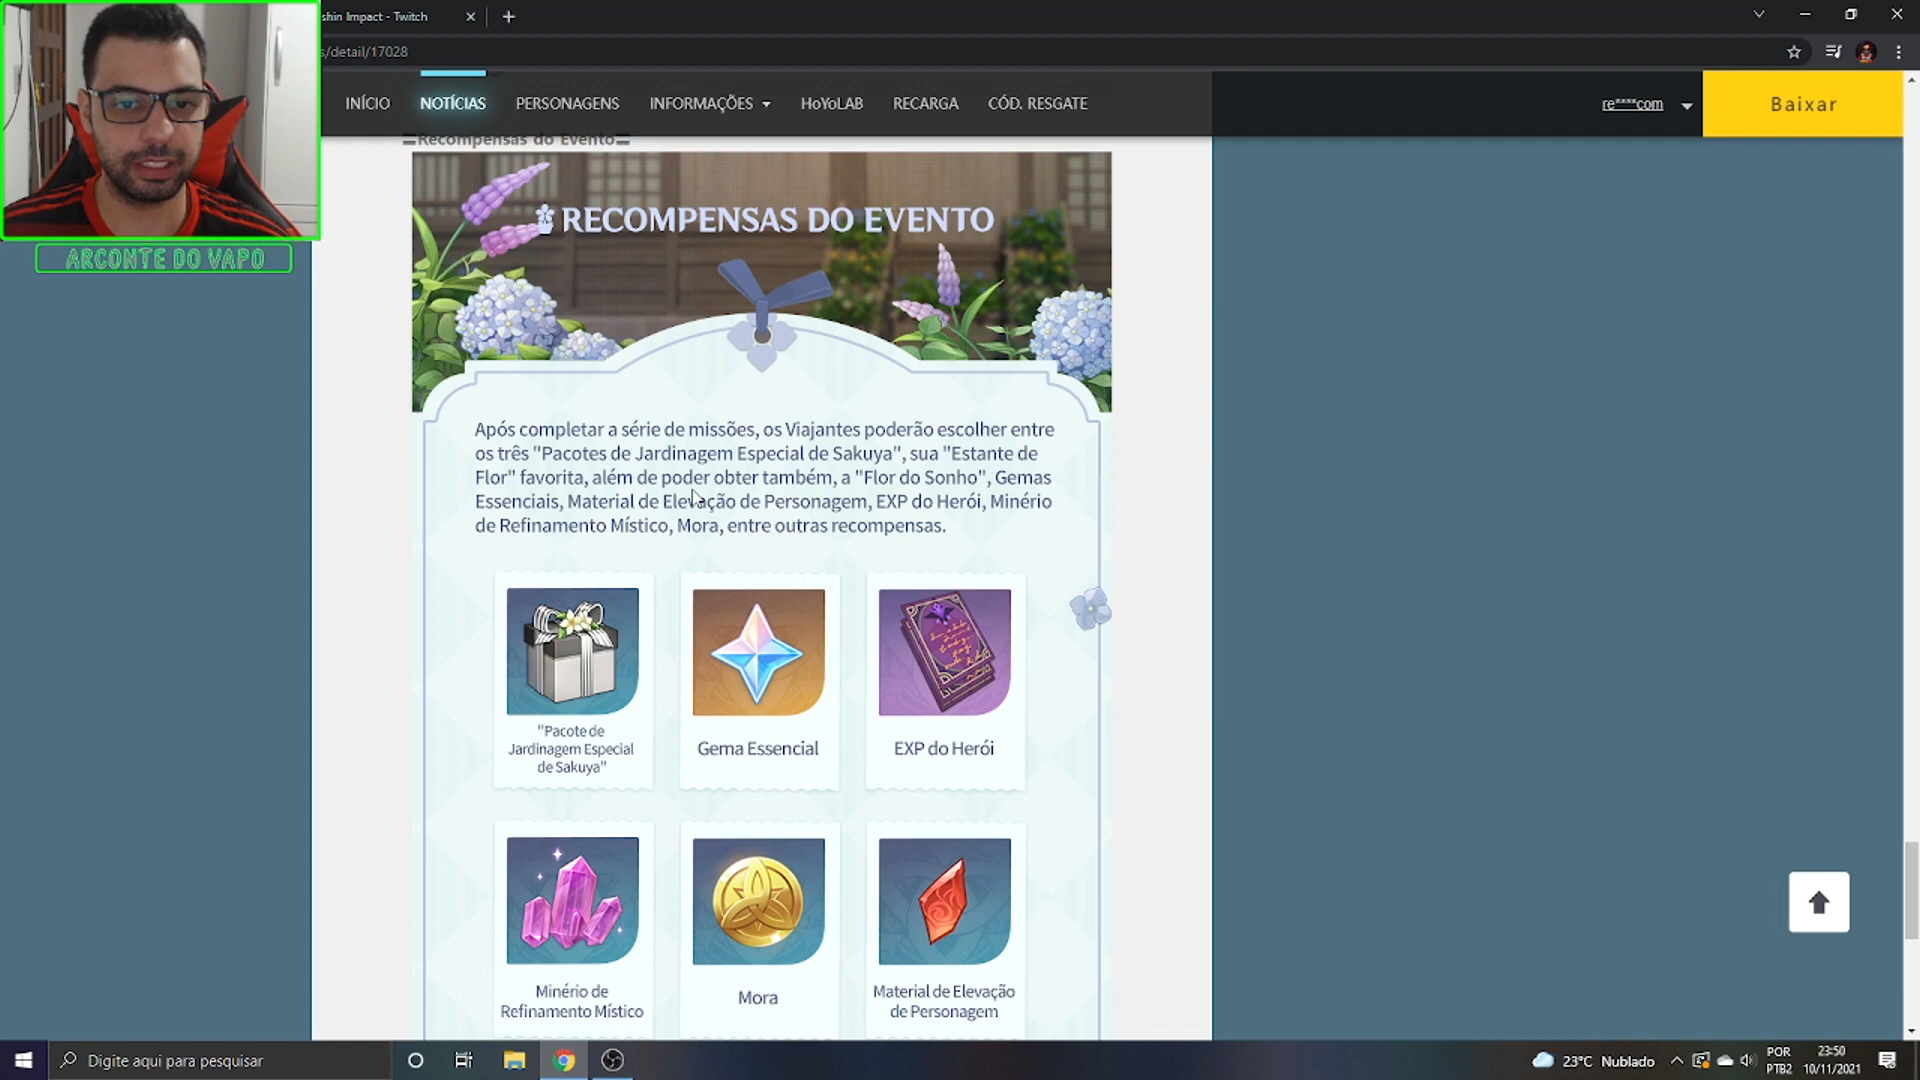 shin Impact - Twitch
s/detail/17028
INÍCIO
NOTÍCIAS
PERSONAGENS
INFORMAÇÕES
HoYoLAB
RECARGA
CÓD. RESGATE
re****com
Baixar
ARCONTE DO VAPO
〓Recompensas do Evento〓
RECOMPENSAS DO EVENTO
Após completar a série de missões, os Viajantes poderão escolher entre
os três "Pacotes de Jardinagem Especial de Sakuya", sua "Estante de
Flor" favorita, além de poder obter também, a "Flor do Sonho", Gemas
Essenciais, Material de Elevação de Personagem, EXP do Herói, Minério
de Refinamento Místico, Mora, entre outras recompensas.
"Pacote de
Jardinagem Especial
de Sakuya"
Gema Essencial
EXP do Herói
Minério de
Refinamento Místico
Mora
Material de Elevação
de Personagem
Digite aqui para pesquisar
23°C Nublado
POR
PTB2
23:50
10/11/2021